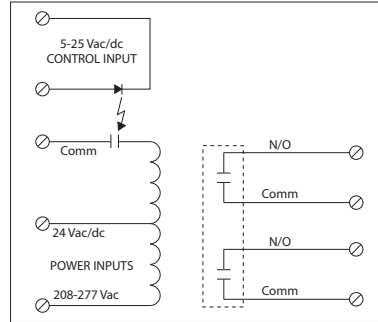 5-25 Vac/dc
CONTROL INPUT
Comm
24 Vac/dc
POWER INPUTS
208-277 Vac
N/O
Comm
N/O
Comm